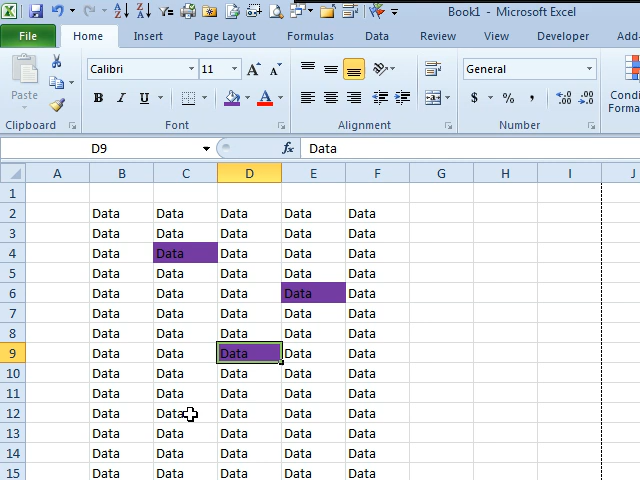 Book1 - Microsoft Excel
File Home Insert Page Layout Formulas Data Review View Developer Add-
Paste
Calibri 11 General
B I U $ % ,
Clipboard Font Alignment Number
D9 fx Data
A B C D E F G H I J
1
2 Data Data Data Data Data
3 Data Data Data Data Data
4 Data Data Data Data Data
5 Data Data Data Data Data
6 Data Data Data Data Data
7 Data Data Data Data Data
8 Data Data Data Data Data
9 Data Data Data Data Data
10 Data Data Data Data Data
11 Data Data Data Data Data
12 Data Data Data Data Data
13 Data Data Data Data Data
14 Data Data Data Data Data
15 Data Data Data Data Data